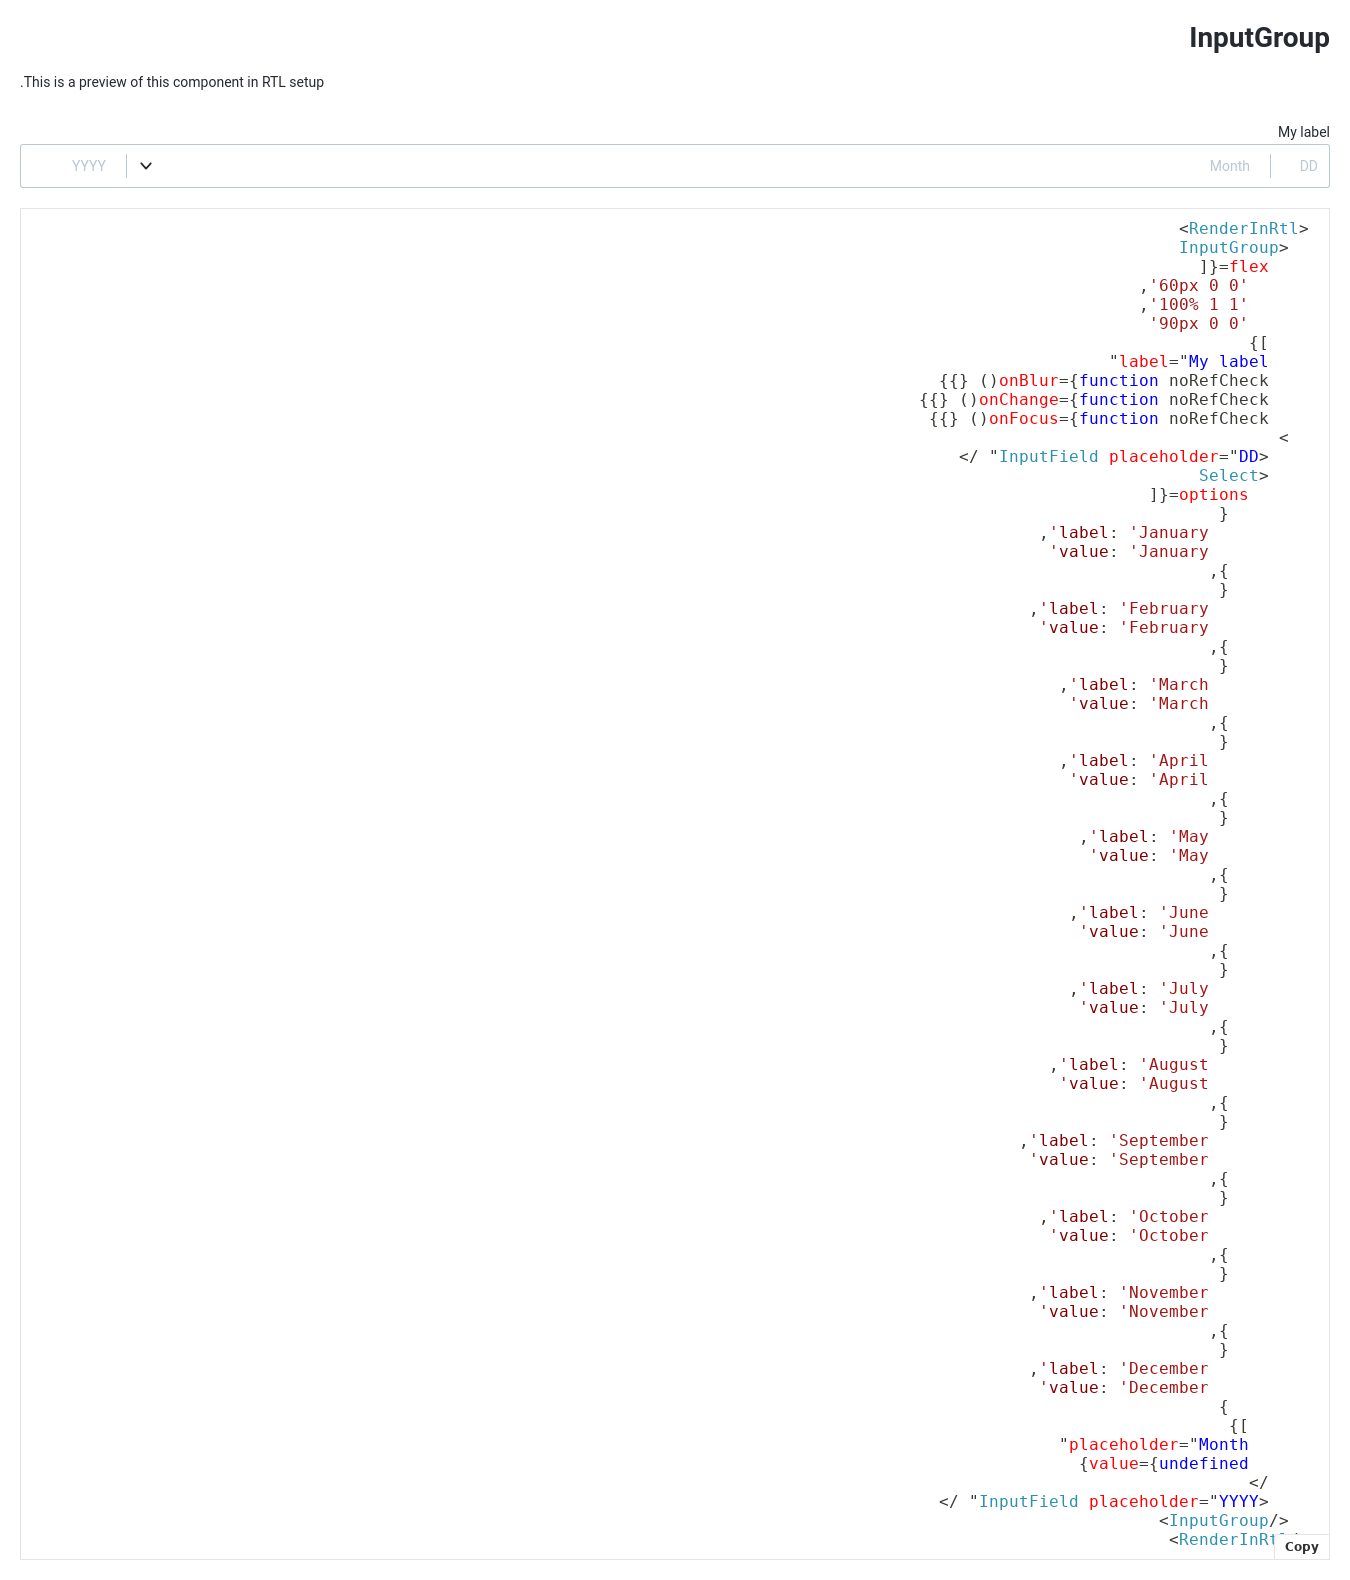 InputGroup
.This is a preview of this component in RTL setup
My label
YYYY Month DD
<RenderInRtl>
InputGroup>
]}=flex
,'60px 0 0'
,'100% 1 1'
'90px 0 0'
{[
"label="My label
{{} ()onBlur={function noRefCheck
{{} ()onChange={function noRefCheck
{{} ()onFocus={function noRefCheck
<
</ "InputField placeholder="DD>
Select>
]}=options
}
,'label: 'January
'value: 'January
,{
}
,'label: 'February
'value: 'February
,{
}
,'label: 'March
'value: 'March
,{
}
,'label: 'April
'value: 'April
,{
}
,'label: 'May
'value: 'May
,{
}
,'label: 'June
'value: 'June
,{
}
,'label: 'July
'value: 'July
,{
}
,'label: 'August
'value: 'August
,{
}
,'label: 'September
'value: 'September
,{
}
,'label: 'October
'value: 'October
,{
}
,'label: 'November
'value: 'November
,{
}
,'label: 'December
'value: 'December
{
{[
"placeholder="Month
{value={undefined
</
</ "InputField placeholder="YYYY>
<InputGroup/>
<RenderInRt
Copy